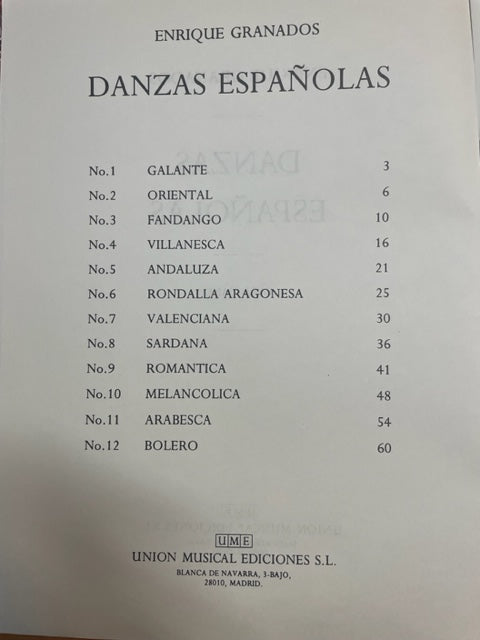 ENRIQUE GRANADOS
DANZAS ESPAÑOLAS
No.1 GALANTE 3
No.2 ORIENTAL 6
No.3 FANDANGO 10
No.4 VILLANESCA 16
No.5 ANDALUZA 21
No.6 RONDALLA ARAGONESA 25
No.7 VALENCIANA 30
No.8 SARDANA 36
No.9 ROMANTICA 41
No.10 MELANCOLICA 48
No.11 ARABESCA 54
No.12 BOLERO 60
UME
UNION MUSICAL EDICIONES S.L.
BLANCA DE NAVARRA, 3-BAJO,
28010, MADRID.